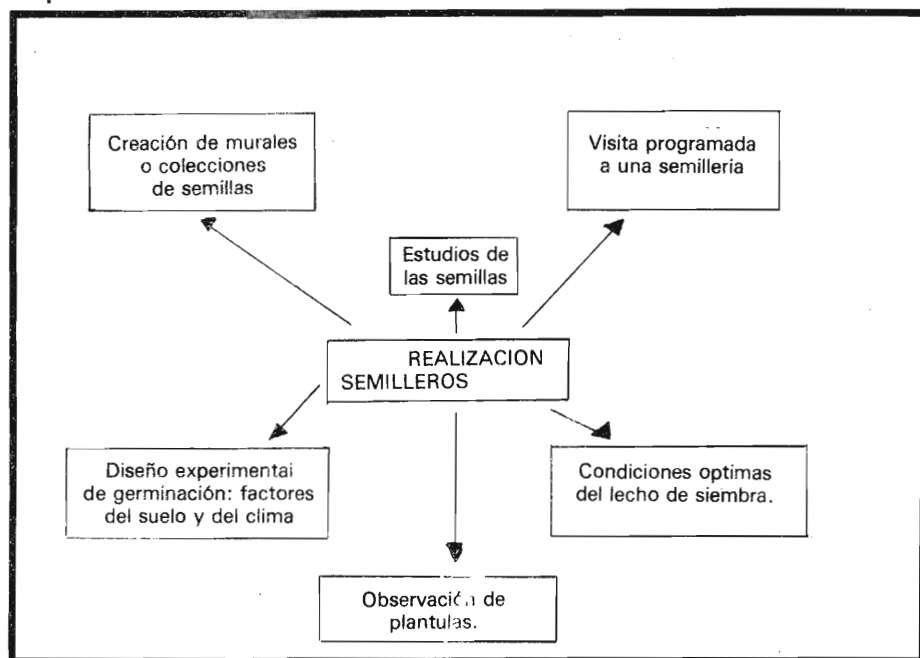 Creación de murales
o colecciones
de semillas
Visita programada
a una semilleria
Estudios de
las semillas
REALIZACION
SEMILLEROS
Diseño experimental
de germinación: factores
del suelo y del clima
Condiciones optimas
del lecho de siembra.
Observación de
plantulas.